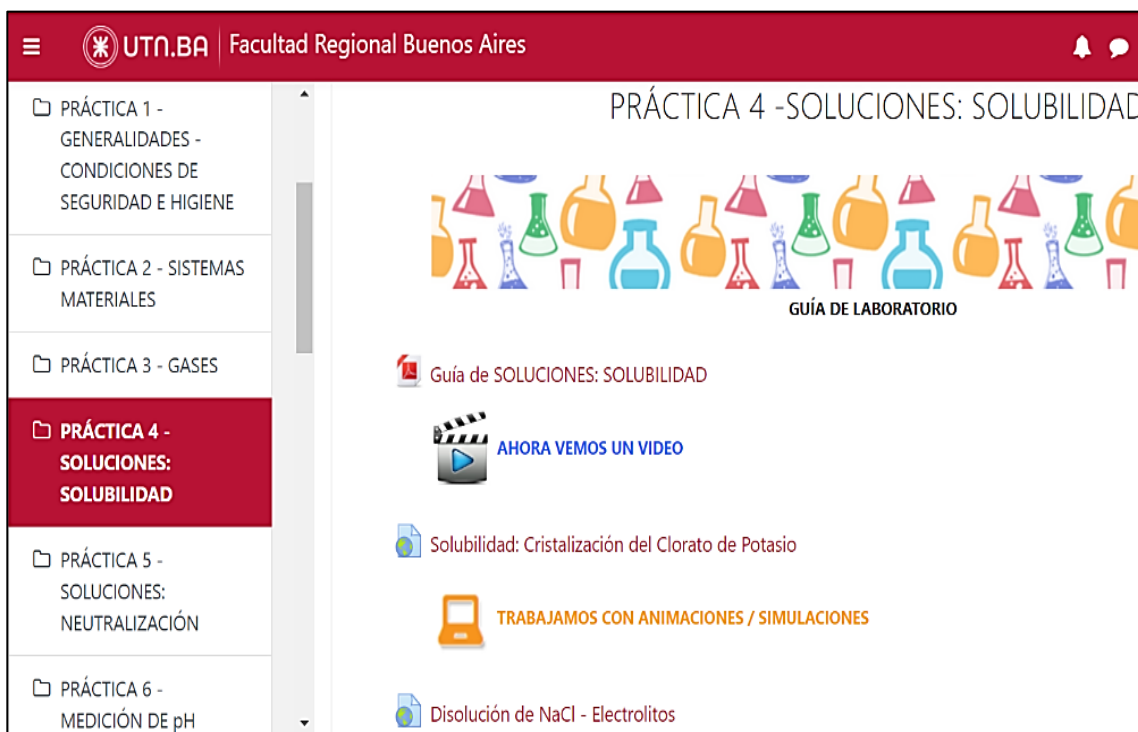 UTN.BA Facultad Regional Buenos Aires
PRÁCTICA 1 -
GENERALIDADES -
CONDICIONES DE
SEGURIDAD E HIGIENE
PRÁCTICA 2 - SISTEMAS
MATERIALES
PRÁCTICA 3 - GASES
PRÁCTICA 4 -
SOLUCIONES:
SOLUBILIDAD
PRÁCTICA 5 -
SOLUCIONES:
NEUTRALIZACIÓN
PRÁCTICA 6 -
MEDICIÓN DE pH
PRÁCTICA 4 -SOLUCIONES: SOLUBILIDAD
GUÍA DE LABORATORIO
Guía de SOLUCIONES: SOLUBILIDAD
AHORA VEMOS UN VIDEO
Solubilidad: Cristalización del Clorato de Potasio
TRABAJAMOS CON ANIMACIONES / SIMULACIONES
Disolución de NaCl - Electrolitos